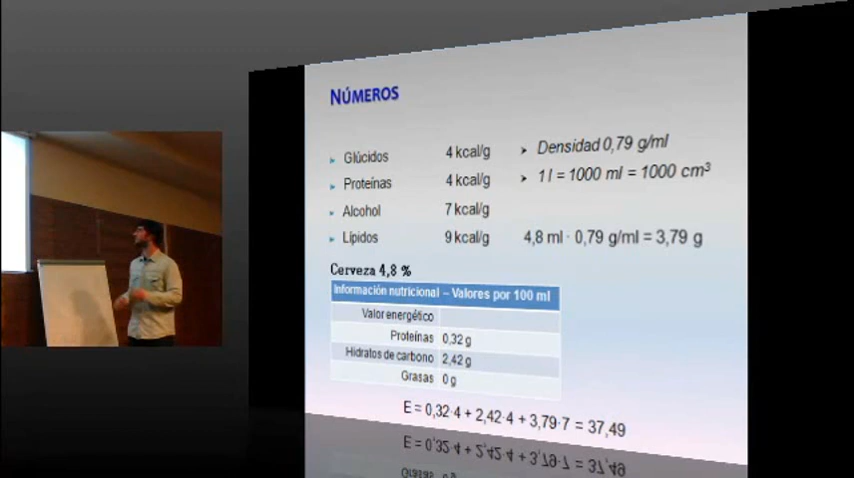 NÚMEROS
Glúcidos 4 kcal/g
Proteínas 4 kcal/g
Alcohol 7 kcal/g
Lípidos 9 kcal/g
Densidad 0,79 g/ml
1 l = 1000 ml = 1000 cm³
4,8 ml · 0,79 g/ml = 3,79 g
Cerveza 4,8 %
Información nutricional – Valores por 100 ml
Valor energético
Proteínas 0,32 g
Hidratos de carbono 2,42 g
Grasas 0 g
E = 0,32·4 + 2,42·4 + 3,79·7 = 37,49